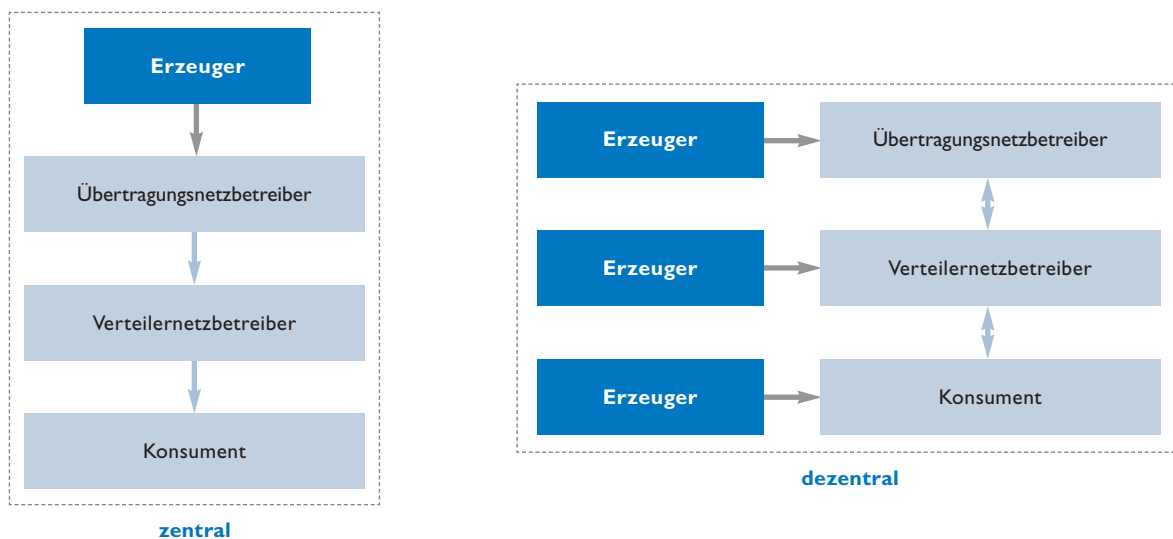 Erzeuger
Übertragungsnetzbetreiber
Verteilernetzbetreiber
Konsument
zentral
Erzeuger
Übertragungsnetzbetreiber
Erzeuger
Verteilernetzbetreiber
Erzeuger
Konsument
dezentral